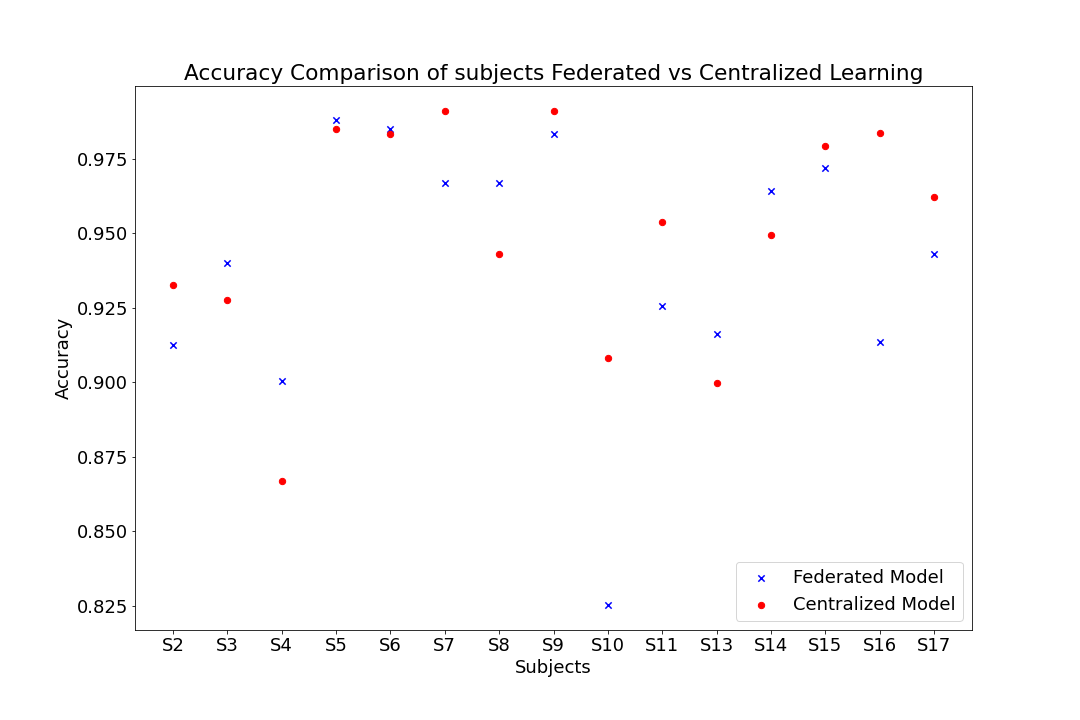 Accuracy Comparison of subjects Federated vs Centralized Learning
Accuracy
0.975
0.950
0.925
0.900
0.875
0.850
0.825
Federated Model
Centralized Model
S2 S3 S4 S5 S6 S7 S8 S9 S10 S11 S13 S14 S15 S16 S17
Subjects